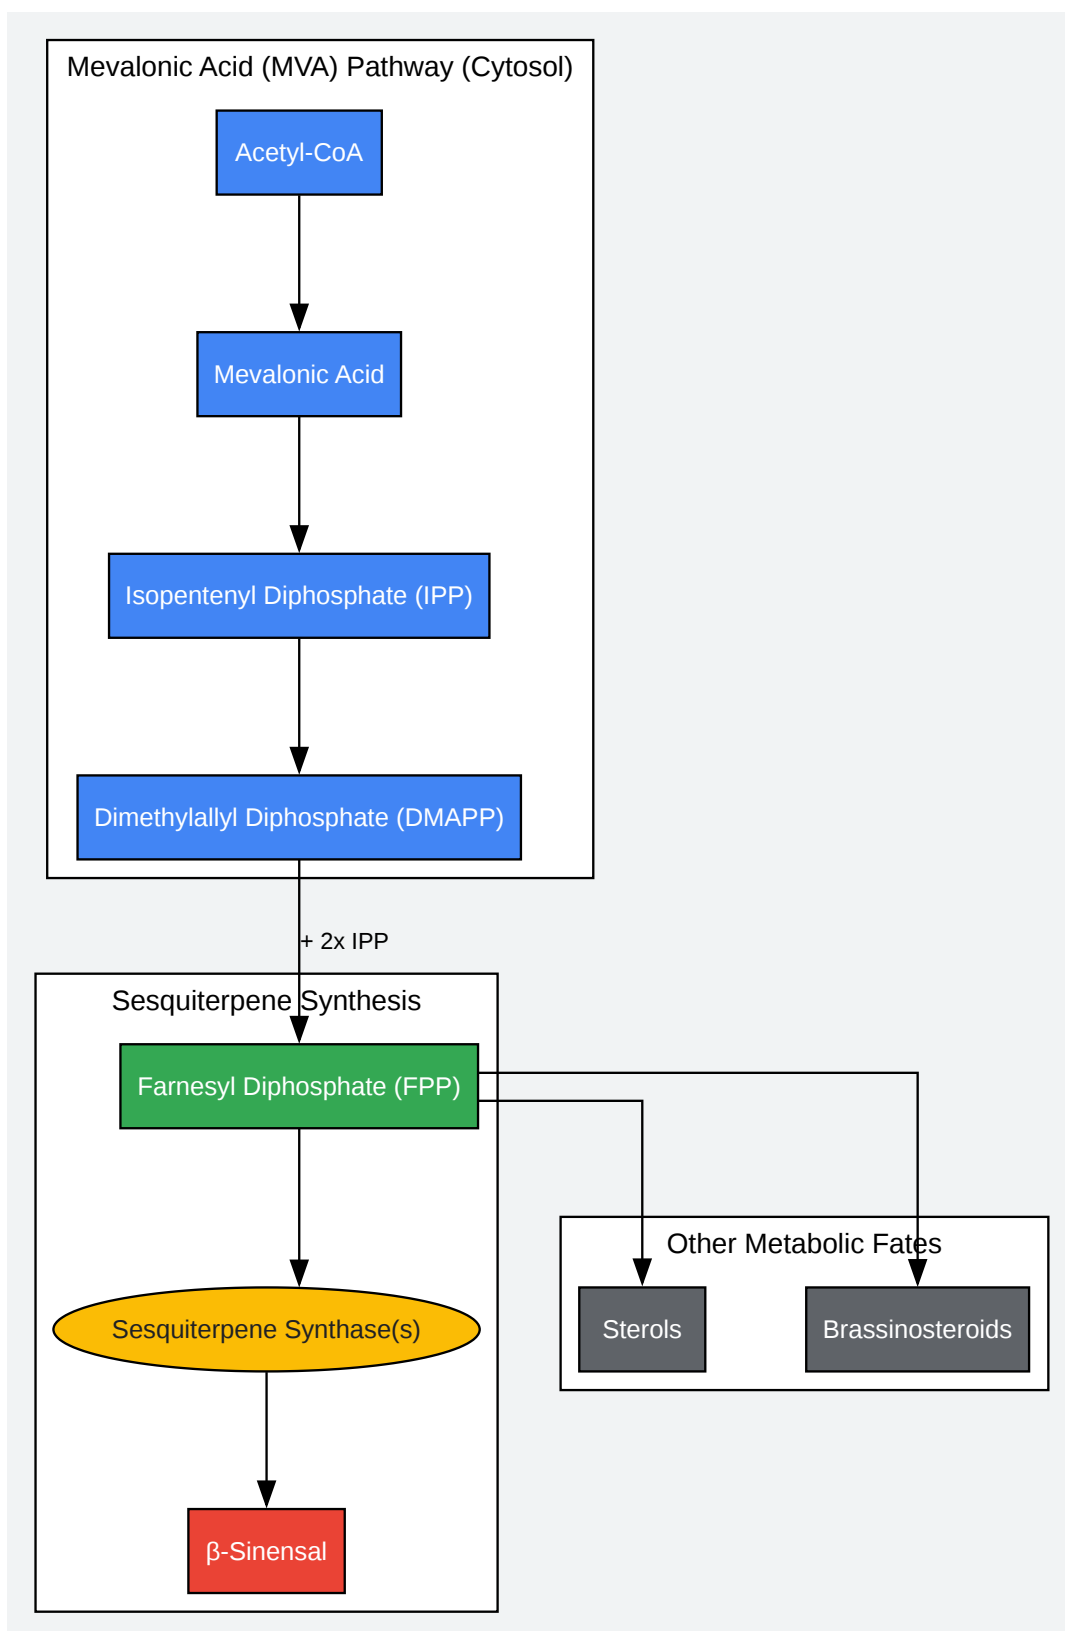 Mevalonic Acid (MVA) Pathway (Cytosol)
Acetyl-CoA
Mevalonic Acid
Isopentenyl Diphosphate (IPP)
Dimethylallyl Diphosphate (DMAPP)
+ 2x IPP
Sesquiterpene Synthesis
Farnesyl Diphosphate (FPP)
Other Metabolic Fates
Sesquiterpene Synthase(s)
Sterols
Brassinosteroids
β-Sinensal